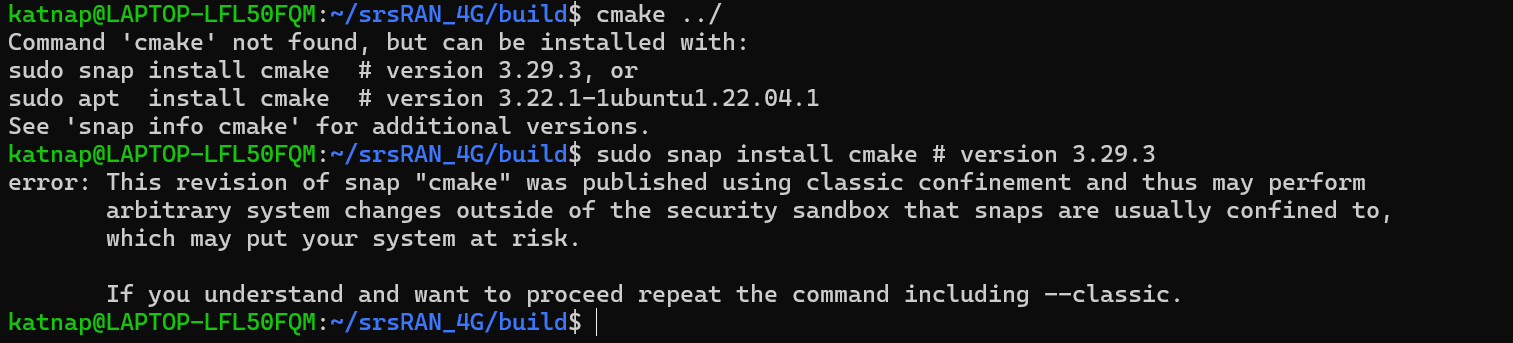 katnap@LAPTOP-LFL50FQM:~/srsRAN_4G/build$ cmake ../
Command 'cmake' not found, but can be installed with:
sudo snap install cmake  # version 3.29.3, or
sudo apt  install cmake  # version 3.22.1-1ubuntu1.22.04.1
See 'snap info cmake' for additional versions.
katnap@LAPTOP-LFL50FQM:~/srsRAN_4G/build$ sudo snap install cmake # version 3.29.3
error: This revision of snap "cmake" was published using classic confinement and thus may perform
       arbitrary system changes outside of the security sandbox that snaps are usually confined to,
       which may put your system at risk.

       If you understand and want to proceed repeat the command including --classic.
katnap@LAPTOP-LFL50FQM:~/srsRAN_4G/build$